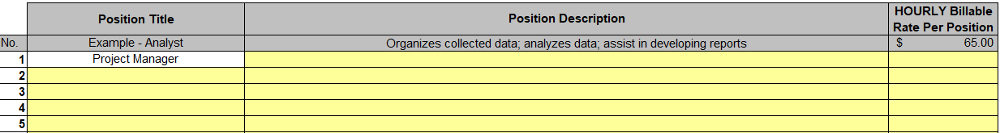 Position Title Position Description HOURLY Billable
Rate Per Position
No. Example - Analyst Organizes collected data; analyzes data; assist in developing reports $ 65.00
1 Project Manager
2
3
4
5